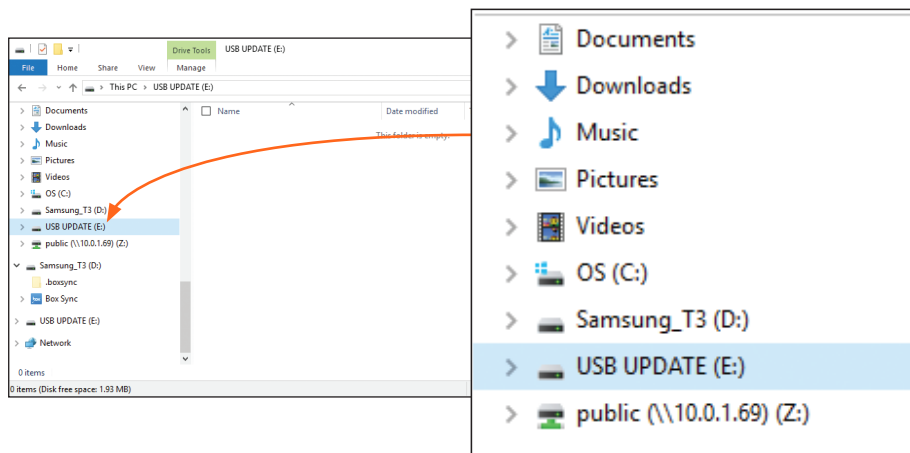 Drive Tools USB UPDATE (E:)
File Home Share View Manage
This PC > USB UPDATE (E:)
Name Date modified
This folder is empty.
Documents
Downloads
Music
Pictures
Videos
OS (C:)
Samsung_T3 (D:)
USB UPDATE (E:)
public (\\10.0.1.69) (Z:)
Samsung_T3 (D:)
.boxsync
Box Sync
USB UPDATE (E:)
Network
0 items
0 items (Disk free space: 1.93 MB)
Documents
Downloads
Music
Pictures
Videos
OS (C:)
Samsung_T3 (D:)
USB UPDATE (E:)
public (\\10.0.1.69) (Z:)